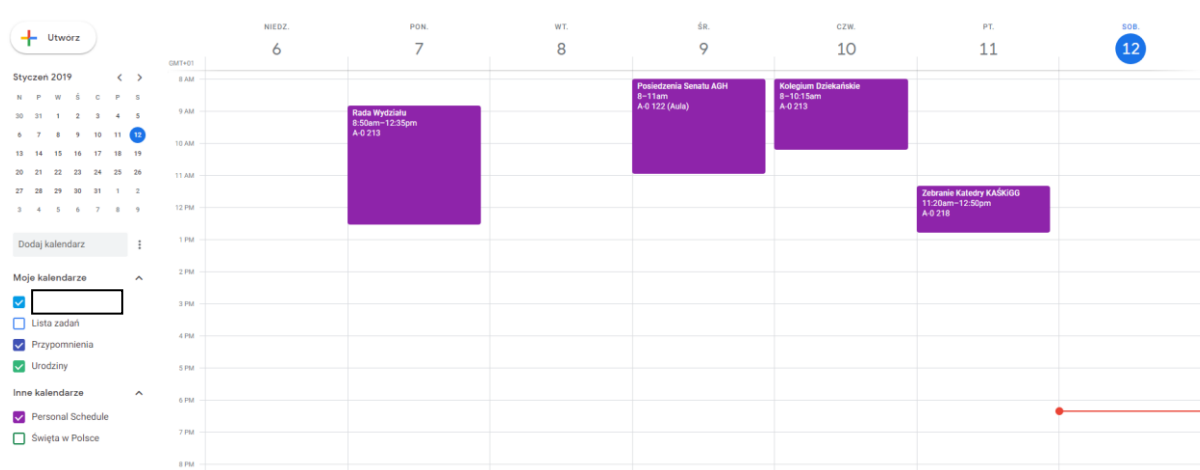 Utworz
Styczeń 2019
N P W Ś C P S
30 31 1 2 3 4 5
6 7 8 9 10 11 12
13 14 15 16 17 18 19
20 21 22 23 24 25 26
27 28 29 30 31 1 2
3 4 5 6 7 8 9
Dodaj kalendarz
Moje kalendarze
Lista zadań
Przypomnienia
Urodziny
Inne kalendarze
Personal Schedule
Święta w Polsce
NIEDZ. PON. WT. ŚR. CZW. PT. SOB.
6 7 8 9 10 11 12
GMT+01
8 AM
9 AM
10 AM
11 AM
12 PM
1 PM
2 PM
3 PM
4 PM
5 PM
6 PM
7 PM
8 PM
Rada Wydziału
8:50am–12:35pm
A-0 213
Posiedzenia Senatu AGH
8–11am
A-0 122 (Aula)
Kolegium Dziekańskie
8–10:15am
A-0 213
Zebranie Katedry KAŚKiGG
11:20am–12:50pm
A-0 218